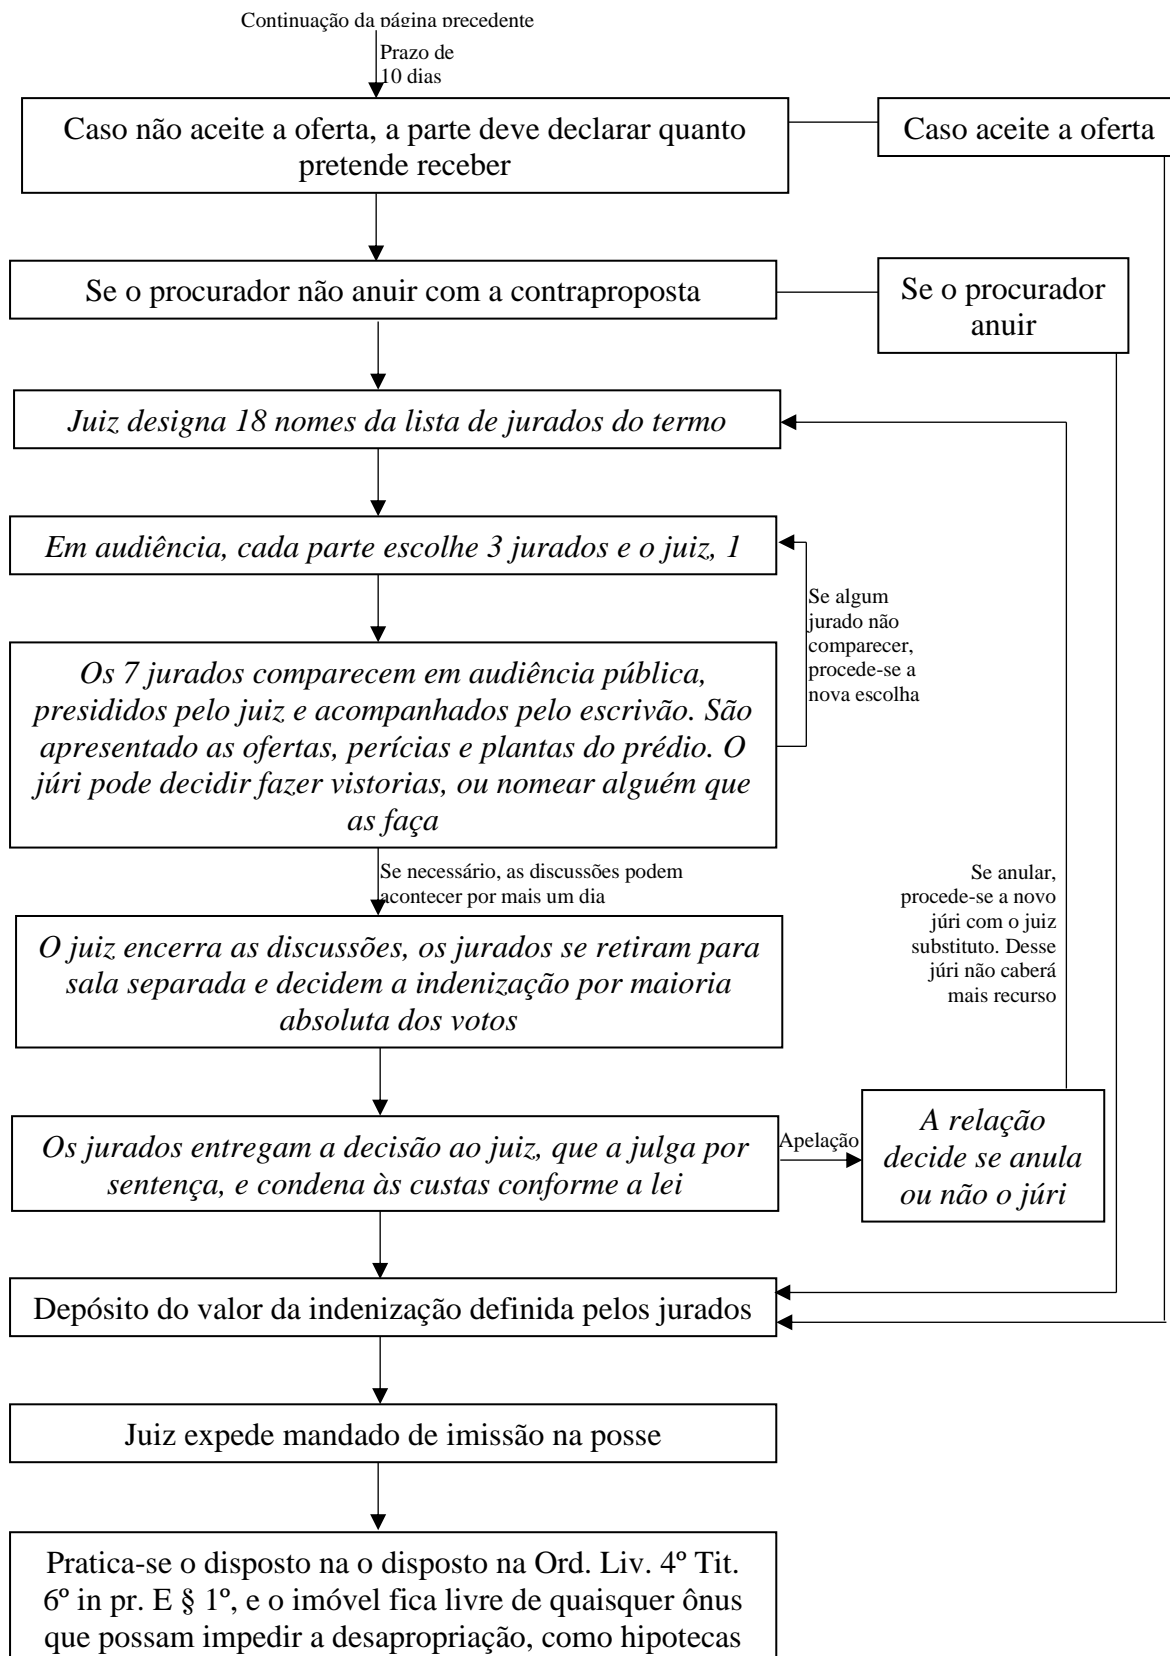 Continuação da página precedente
Prazo de
10 dias
Caso não aceite a oferta, a parte deve declarar quanto
pretende receber
Caso aceite a oferta
Se o procurador não anuir com a contraproposta
Se o procurador
anuir
Juiz designa 18 nomes da lista de jurados do termo
Em audiência, cada parte escolhe 3 jurados e o juiz, 1
Se algum
jurado não
comparecer,
procede-se a
nova escolha
Os 7 jurados comparecem em audiência pública,
presididos pelo juiz e acompanhados pelo escrivão. São
apresentado as ofertas, perícias e plantas do prédio. O
júri pode decidir fazer vistorias, ou nomear alguém que
as faça
Se necessário, as discussões podem
acontecer por mais um dia
Se anular,
procede-se a novo
júri com o juiz
substituto. Desse
júri não caberá
mais recurso
O juiz encerra as discussões, os jurados se retiram para
sala separada e decidem a indenização por maioria
absoluta dos votos
Os jurados entregam a decisão ao juiz, que a julga por
sentença, e condena às custas conforme a lei
Apelação
A relação
decide se anula
ou não o júri
Depósito do valor da indenização definida pelos jurados
Juiz expede mandado de imissão na posse
Pratica-se o disposto na o disposto na Ord. Liv. 4º Tit.
6º in pr. E § 1º, e o imóvel fica livre de quaisquer ônus
que possam impedir a desapropriação, como hipotecas